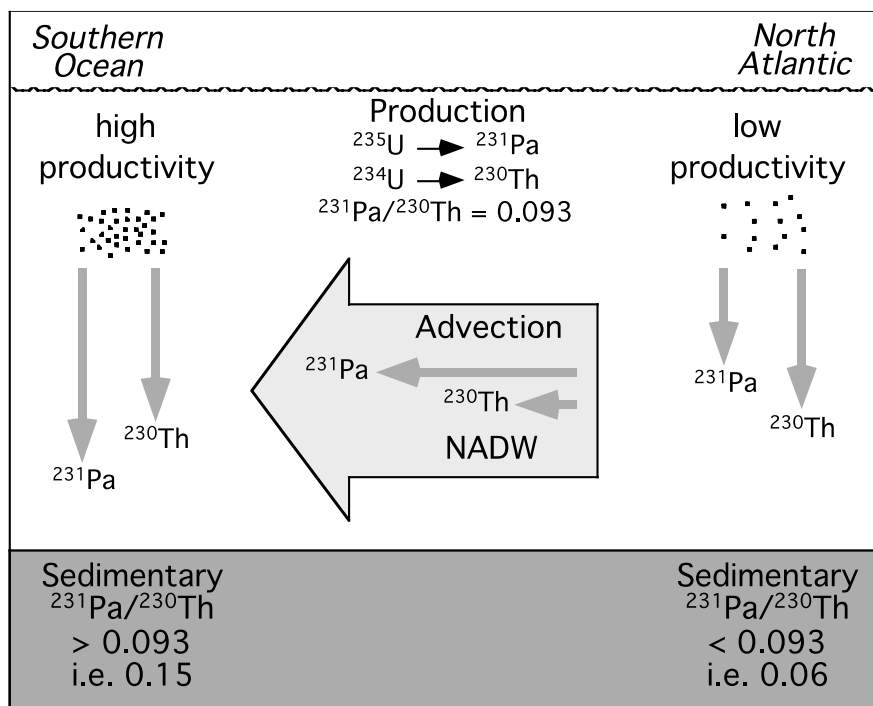 Southern
Ocean
North
Atlantic
high
productivity
Production
²³⁵U → ²³¹Pa
²³⁴U → ²³⁰Th
²³¹Pa/²³⁰Th = 0.093
low
productivity
Advection
²³¹Pa
²³⁰Th
NADW
²³⁰Th
²³¹Pa
²³¹Pa
²³⁰Th
Sedimentary
²³¹Pa/²³⁰Th
> 0.093
i.e. 0.15
Sedimentary
²³¹Pa/²³⁰Th
< 0.093
i.e. 0.06